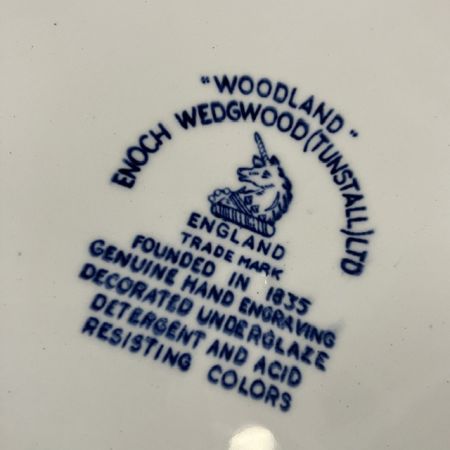 "WOODLAND"
ENOCH WEDGWOOD (TUNSTALL) LTD
ENGLAND
TRADE MARK
FOUNDED IN 1835
GENUINE HAND ENGRAVING
DECORATED UNDERGLAZE
DETERGENT AND ACID
RESISTING COLORS